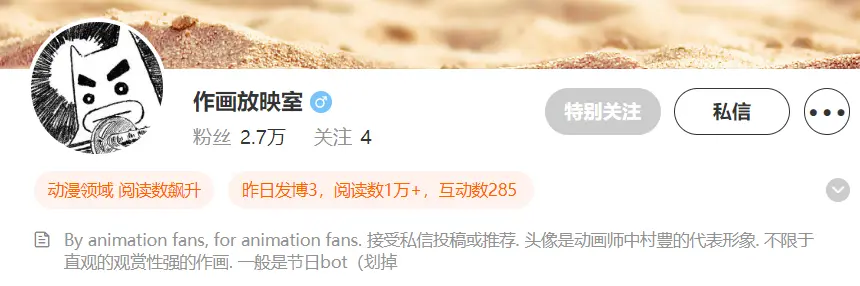 作画放映室
特别关注
私信
粉丝 2.7万 关注 4
动漫领域 阅读数飙升
昨日发博3，阅读数1万+，互动数285
By animation fans, for animation fans. 接受私信投稿或推荐. 头像是动画师中村豊的代表形象. 不限于
直观的观赏性强的作画. 一般是节日bot（划掉